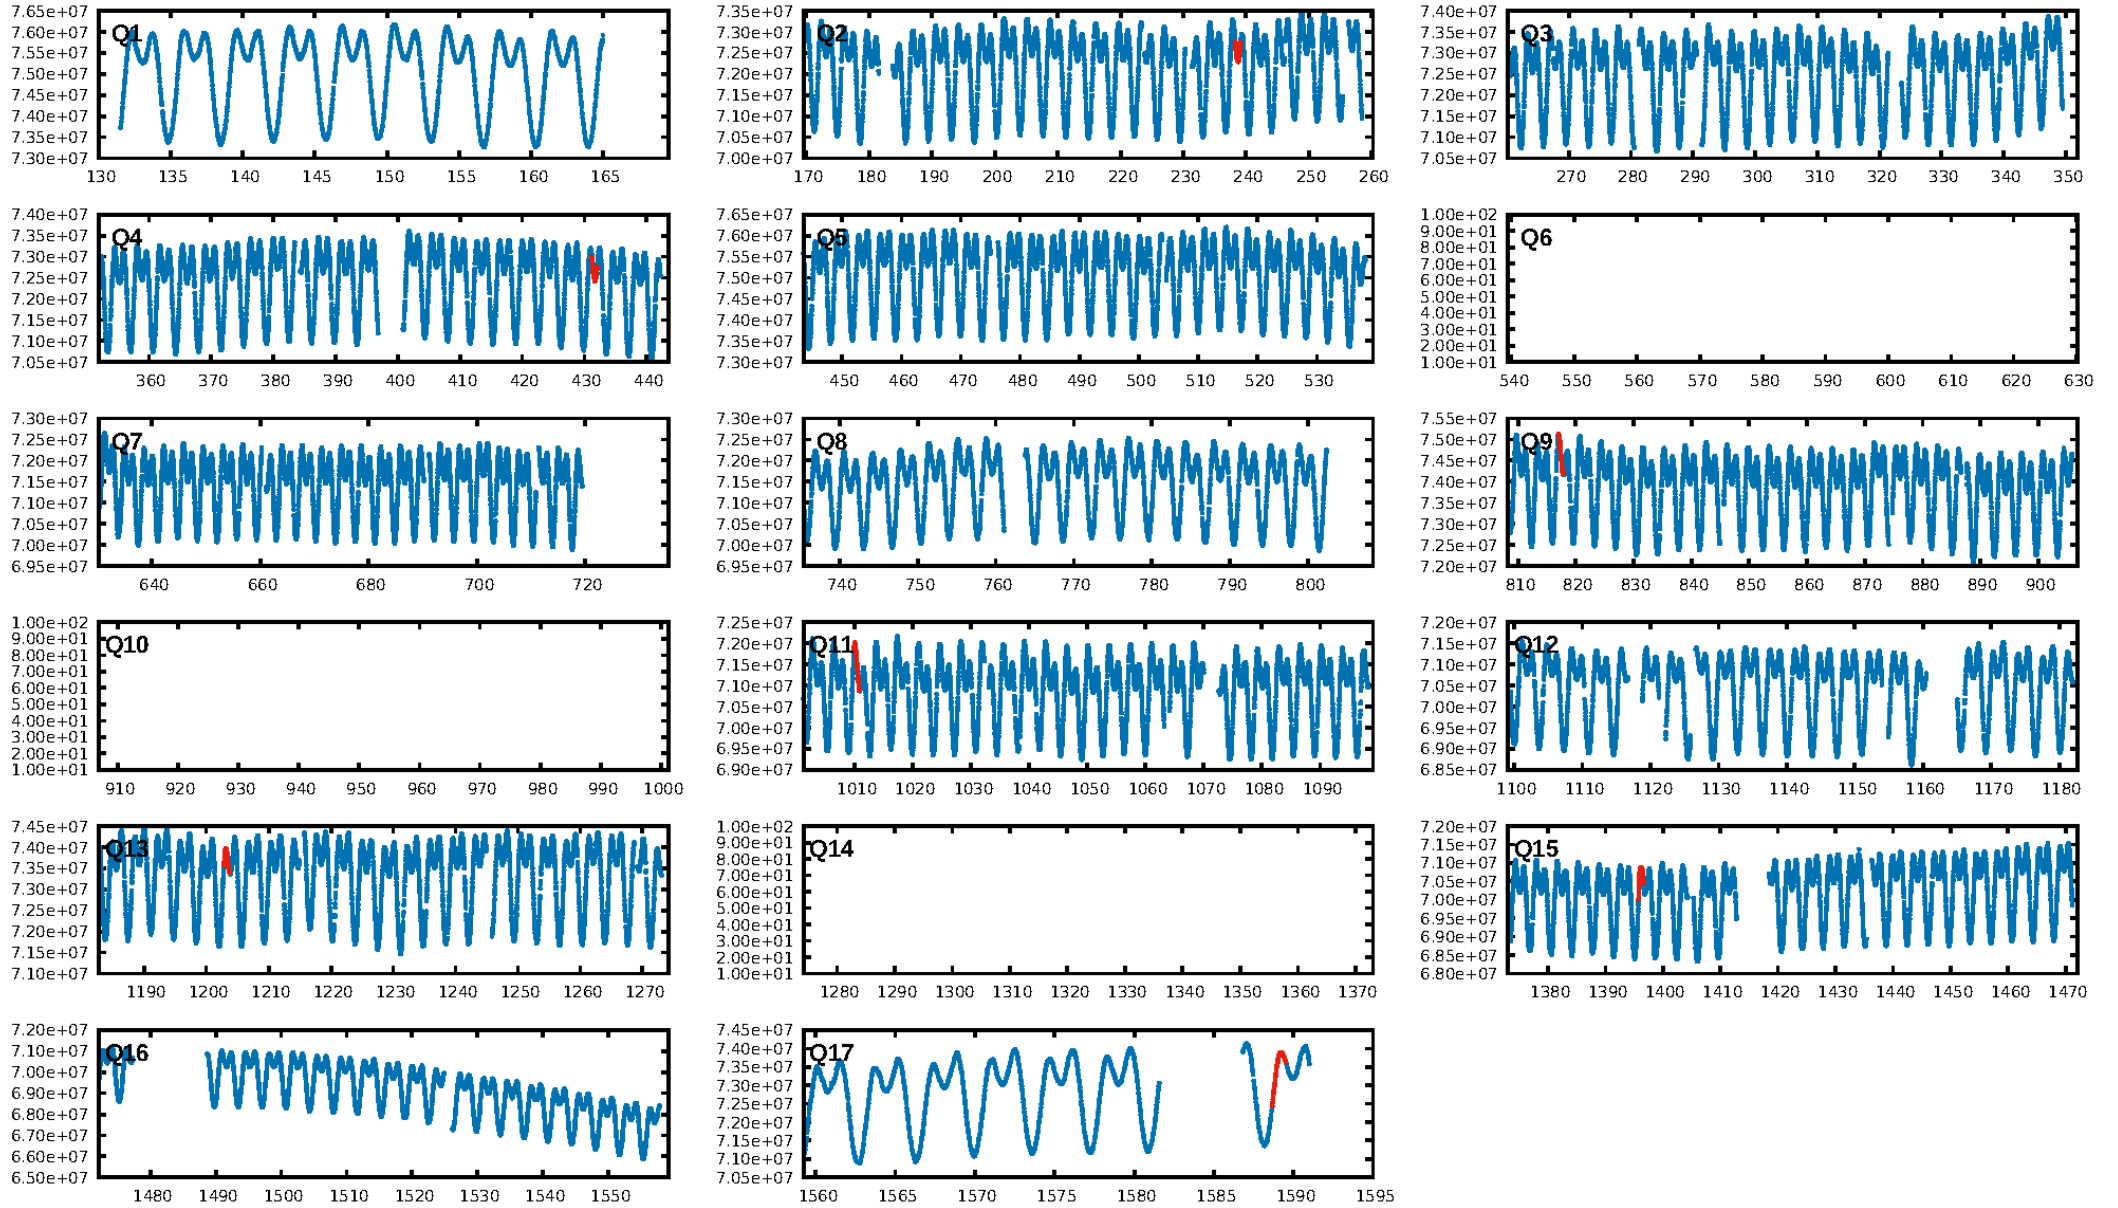 7.65e+07
7.60e+07
7.55e+07
7.50e+07
7.45e+07
7.40e+07
7.35e+07
7.30e+07
Q1
130 135 140 145 150 155 160 165
7.35e+07
7.30e+07
7.25e+07
7.20e+07
7.15e+07
7.10e+07
7.05e+07
7.00e+07
Q2
170 180 190 200 210 220 230 240 250 260
7.40e+07
7.35e+07
7.30e+07
7.25e+07
7.20e+07
7.15e+07
7.10e+07
7.05e+07
Q3
270 280 290 300 310 320 330 340 350
7.40e+07
7.35e+07
7.30e+07
7.25e+07
7.20e+07
7.15e+07
7.10e+07
7.05e+07
Q4
360 370 380 390 400 410 420 430 440
7.65e+07
7.60e+07
7.55e+07
7.50e+07
7.45e+07
7.40e+07
7.35e+07
7.30e+07
Q5
450 460 470 480 490 500 510 520 530
1.00e+02
9.00e+01
8.00e+01
7.00e+01
6.00e+01
5.00e+01
4.00e+01
3.00e+01
2.00e+01
1.00e+01
Q6
540 550 560 570 580 590 600 610 620 630
7.30e+07
7.25e+07
7.20e+07
7.15e+07
7.10e+07
7.05e+07
7.00e+07
6.95e+07
Q7
640 660 680 700 720
7.30e+07
7.25e+07
7.20e+07
7.15e+07
7.10e+07
7.05e+07
7.00e+07
6.95e+07
Q8
740 750 760 770 780 790 800
7.55e+07
7.50e+07
7.45e+07
7.40e+07
7.35e+07
7.30e+07
7.25e+07
7.20e+07
Q9
810 820 830 840 850 860 870 880 890 900
1.00e+02
9.00e+01
8.00e+01
7.00e+01
6.00e+01
5.00e+01
4.00e+01
3.00e+01
2.00e+01
1.00e+01
Q10
910 920 930 940 950 960 970 980 990 1000
7.25e+07
7.20e+07
7.15e+07
7.10e+07
7.05e+07
7.00e+07
6.95e+07
6.90e+07
Q11
1010 1020 1030 1040 1050 1060 1070 1080 1090
7.20e+07
7.15e+07
7.10e+07
7.05e+07
7.00e+07
6.95e+07
6.90e+07
6.85e+07
Q12
1100 1110 1120 1130 1140 1150 1160 1170 1180
7.45e+07
7.40e+07
7.35e+07
7.30e+07
7.25e+07
7.20e+07
7.15e+07
7.10e+07
Q13
1190 1200 1210 1220 1230 1240 1250 1260 1270
1.00e+02
9.00e+01
8.00e+01
7.00e+01
6.00e+01
5.00e+01
4.00e+01
3.00e+01
2.00e+01
1.00e+01
Q14
1280 1290 1300 1310 1320 1330 1340 1350 1360 1370
7.20e+07
7.15e+07
7.10e+07
7.05e+07
7.00e+07
6.95e+07
6.90e+07
6.85e+07
6.80e+07
Q15
1380 1390 1400 1410 1420 1430 1440 1450 1460 1470
7.20e+07
7.10e+07
7.00e+07
6.90e+07
6.80e+07
6.70e+07
6.60e+07
6.50e+07
Q16
1480 1490 1500 1510 1520 1530 1540 1550
7.45e+07
7.40e+07
7.35e+07
7.30e+07
7.25e+07
7.20e+07
7.15e+07
7.10e+07
7.05e+07
Q17
1560 1565 1570 1575 1580 1585 1590 1595